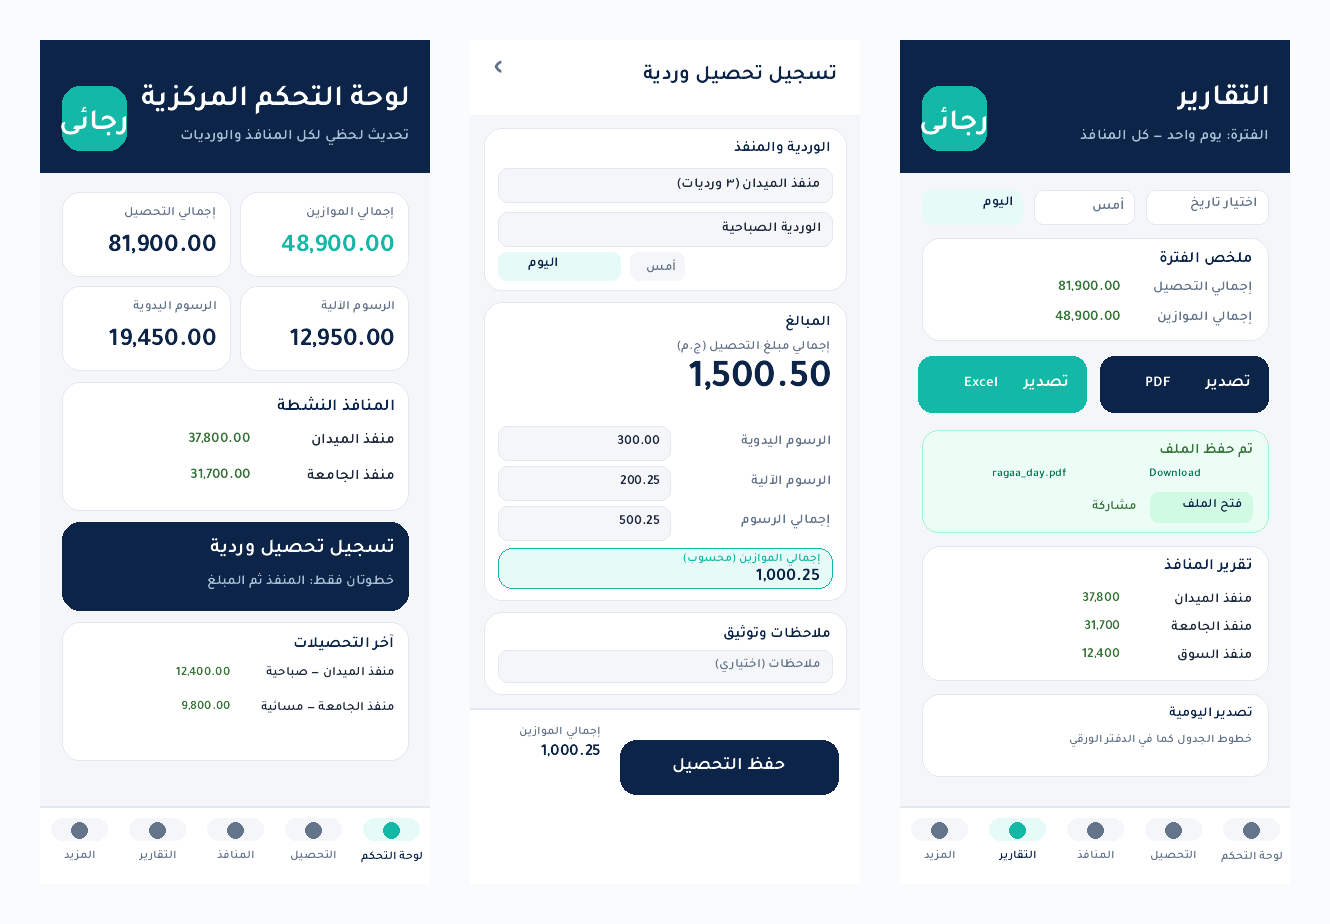 لوحة التحكم المركزية
رجائى
تحديث لحظي لكل المنافذ والورديات
إجمالي الموازين
48,900.00
إجمالي التحصيل
81,900.00
الرسوم الآلية
12,950.00
الرسوم اليدوية
19,450.00
المنافذ النشطة
منفذ الميدان 37,800.00
منفذ الجامعة 31,700.00
تسجيل تحصيل وردية
خطوتان فقط: المنفذ ثم المبلغ
آخر التحصيلات
منفذ الميدان – صباحية 12,400.00
منفذ الجامعة – مسائية 9,800.00
لوحة التحكم
التحصيل
المنافذ
التقارير
المزيد
تسجيل تحصيل وردية
الوردية والمنفذ
منفذ الميدان (٣ ورديات)
الوردية الصباحية
أمس
اليوم
المبالغ
إجمالي مبلغ التحصيل (ج.م)
1,500.50
الرسوم اليدوية 300.00
الرسوم الآلية 200.25
إجمالي الرسوم 500.25
إجمالي الموازين (محسوب)
1,000.25
ملاحظات وتوثيق
ملاحظات (اختياري)
حفظ التحصيل
إجمالي الموازين
1,000.25
التقارير
رجائى
الفترة: يوم واحد – كل المنافذ
اختيار تاريخ
أمس
اليوم
ملخص الفترة
إجمالي التحصيل 81,900.00
إجمالي الموازين 48,900.00
تصدير PDF
تصدير Excel
تم حفظ الملف
Download ragaa_day.pdf
فتح الملف
مشاركة
تقرير المنافذ
منفذ الميدان 37,800
منفذ الجامعة 31,700
منفذ السوق 12,400
تصدير اليومية
خطوط الجدول كما في الدفتر الورقي
لوحة التحكم
التحصيل
المنافذ
التقارير
المزيد